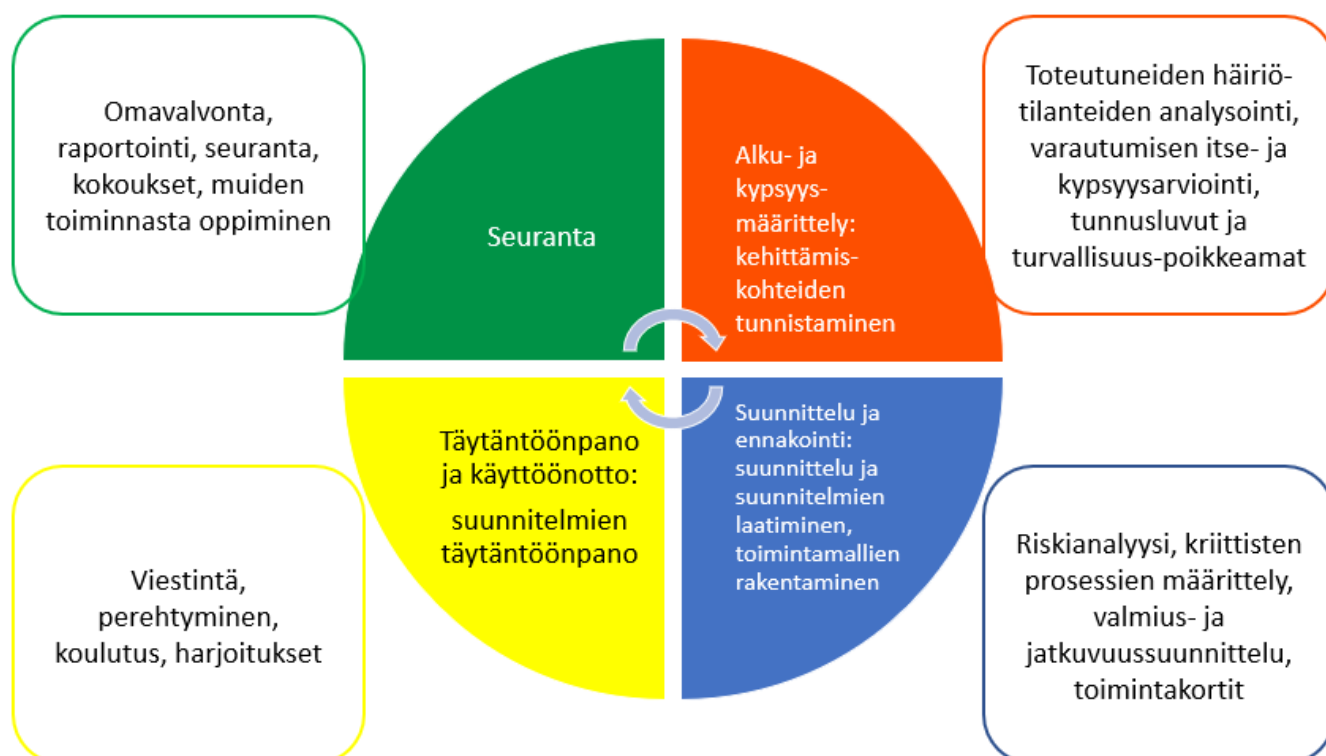 Omavalvonta,
raportointi, seuranta,
kokoukset, muiden
toiminnasta oppiminen
Seuranta
Alku- ja
kypsyys-
määrittely:
kehittämis-
kohteiden
tunnistaminen
Toteutuneiden häiriö-
tilanteiden analysointi,
varautumisen itse- ja
kypsyysarviointi,
tunnusluvut ja
turvallisuus-poikkeamat
Viestintä,
perehtyminen,
koulutus, harjoitukset
Täytäntöönpano
ja käyttöönotto:
suunnitelmien
täytäntöönpano
Suunnittelu ja
ennakointi:
suunnittelu ja
suunnitelmien
laatiminen,
toimintamallien
rakentaminen
Riskianalyysi, kriittisten
prosessien määrittely,
valmius- ja
jatkuvuussuunnittelu,
toimintakortit